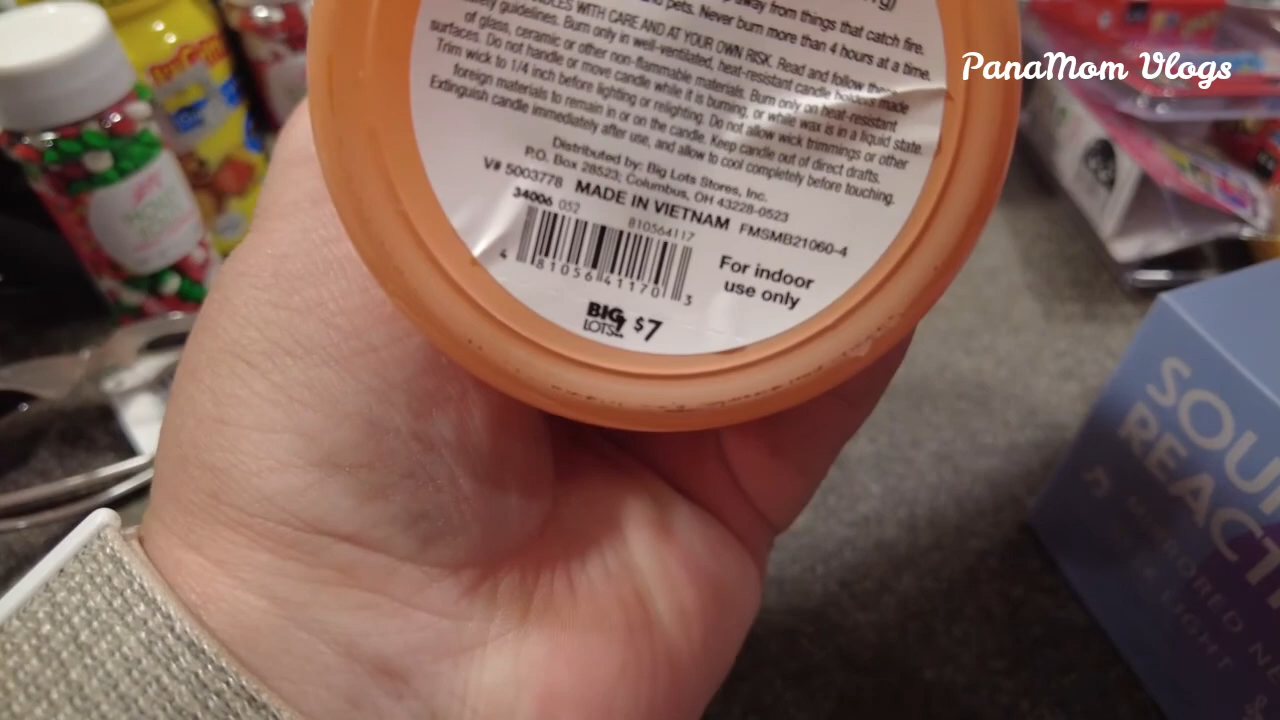 PanaMom Vlogs
away from things that catch fire.
pets. Never burn more than 4 hours at a time.
WITH CARE AND AT YOUR OWN RISK. Read and follow these
guidelines. Burn only in well-ventilated, heat-resistant candle holders made
of glass, ceramic or other non-flammable materials. Burn only on heat-resistant
surfaces. Do not handle or move candle while it is burning, or while wax is in a liquid state.
Trim wick to 1/4 inch before lighting or relighting. Do not allow wick trimmings or other
foreign materials to remain in or on the candle. Keep candle out of direct drafts.
Extinguish candle immediately after use, and allow to cool completely before touching.
Distributed by: Big Lots Stores, Inc.
P.O. Box 28523; Columbus, OH 43228-0523
V# 5003778 MADE IN VIETNAM FMSMB21060-4
34006 052 810564117
4 81056 41170 3
For indoor
use only
BIG LOTS $7
SOUN
REACT
MIRRORED NE
LIGHT